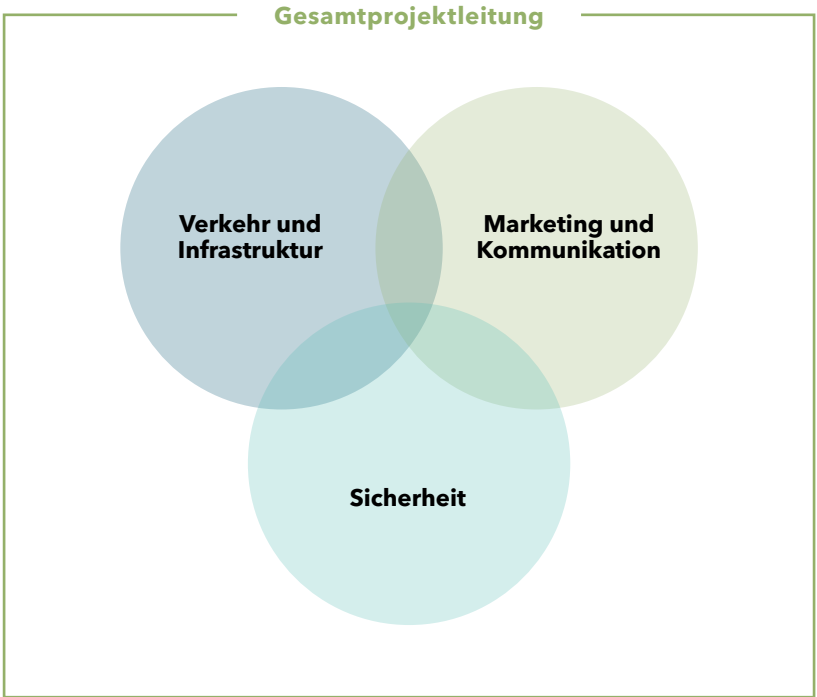 Gesamtprojektleitung
Verkehr und
Infrastruktur
Marketing und
Kommunikation
Sicherheit